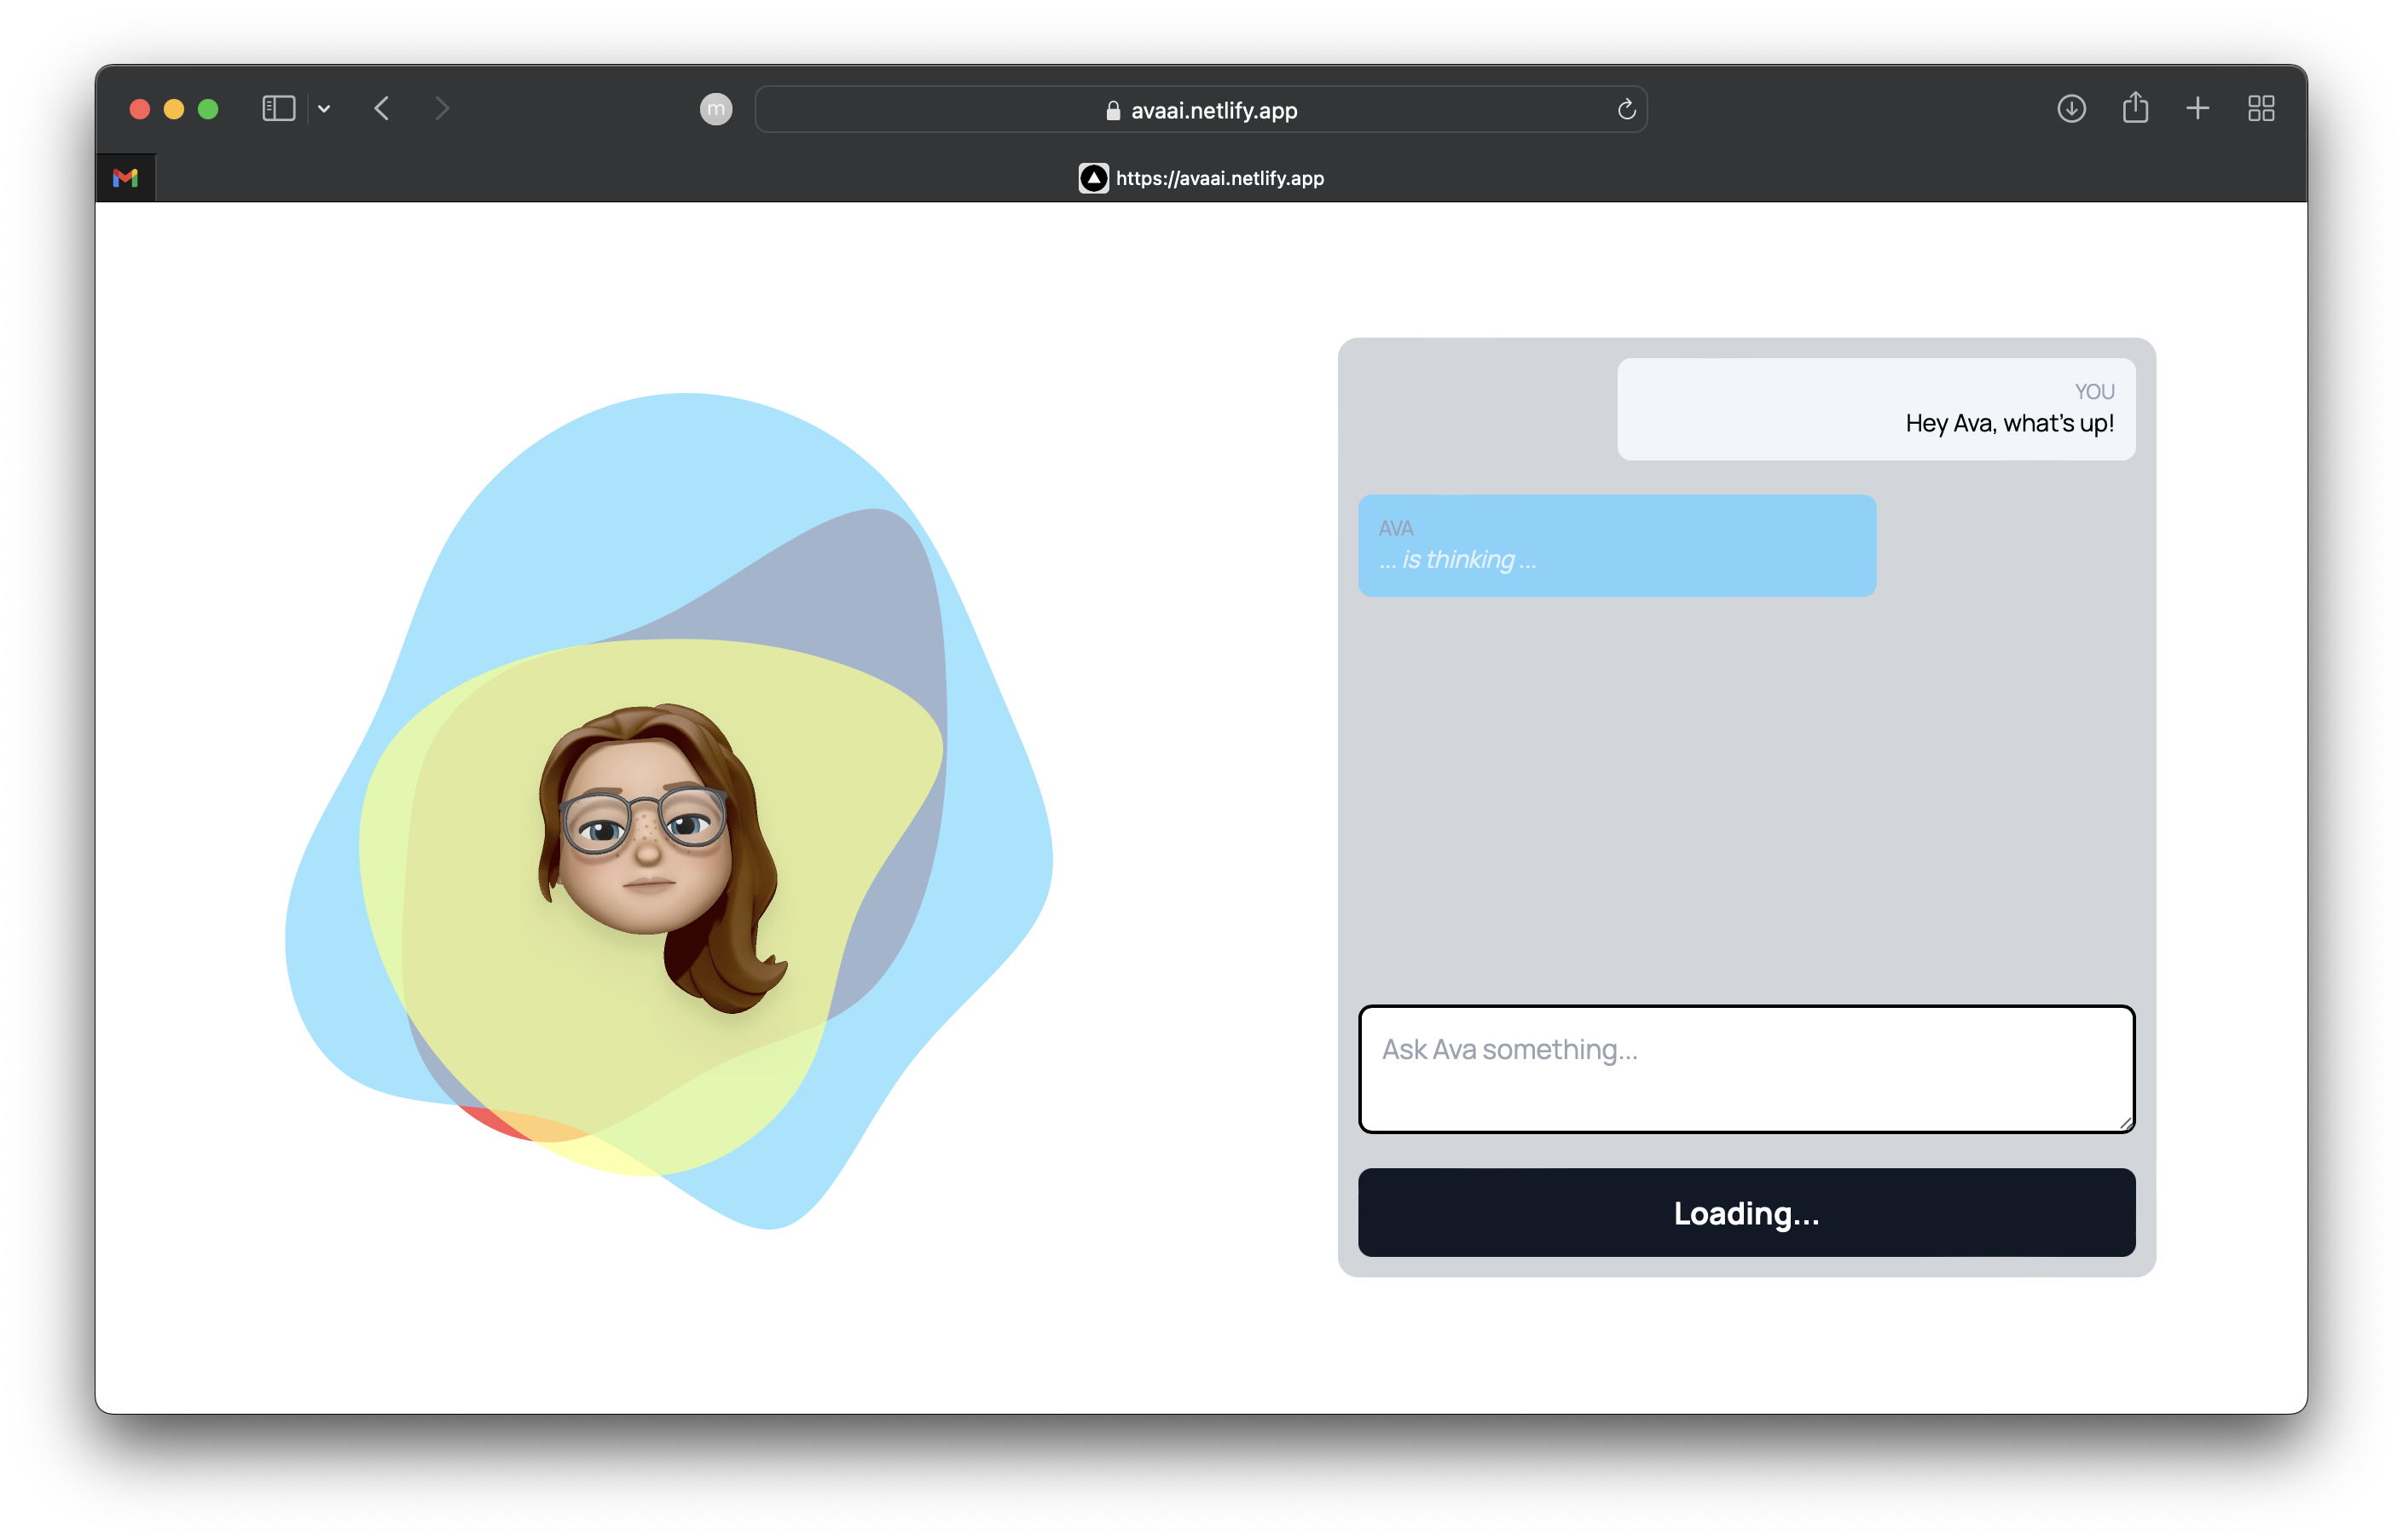 m
avaai.netlify.app
https://avaai.netlify.app
YOU
Hey Ava, what's up!
AVA
... is thinking ...
Ask Ava something...
Loading...